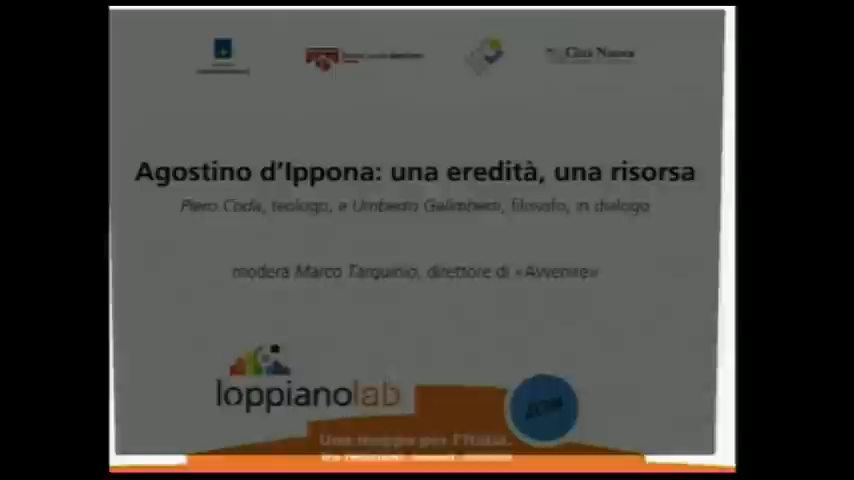 Città Nuova
Agostino d'Ippona: una eredità, una risorsa
Piero Coda, teologo, e Umberto Galimberti, filosofo, in dialogo
modera Marco Tarquinio, direttore di «Avvenire»
loppianolab
Una mappa per l'Italia.